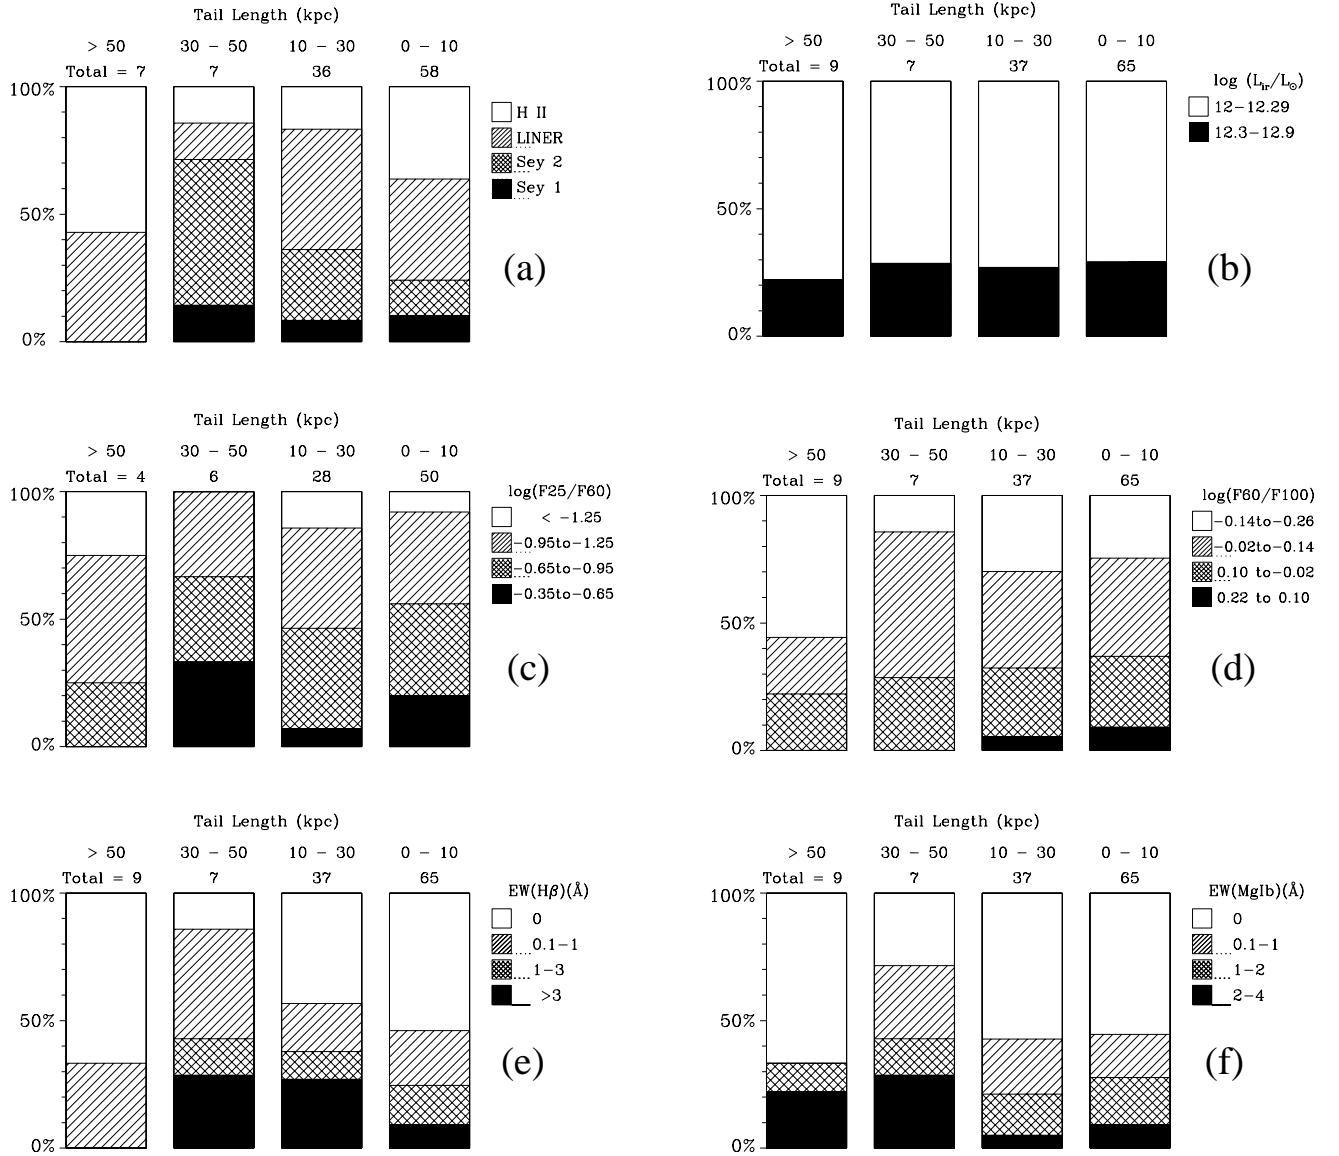 Tail Length (kpc)
> 50 30 - 50 10 - 30 0 - 10
Total = 7 7 36 58
100%
50%
0%
H II
LINER
Sey 2
Sey 1
(a)
Tail Length (kpc)
> 50 30 - 50 10 - 30 0 - 10
Total = 9 7 37 65
100%
50%
0%
log (Lir/L⊙)
12-12.29
12.3-12.9
(b)
Tail Length (kpc)
> 50 30 - 50 10 - 30 0 - 10
Total = 4 6 28 50
100%
50%
0%
log(F25/F60)
< -1.25
-0.95to-1.25
-0.65to-0.95
-0.35to-0.65
(c)
Tail Length (kpc)
> 50 30 - 50 10 - 30 0 - 10
Total = 9 7 37 65
100%
50%
0%
log(F60/F100)
-0.14to-0.26
-0.02to-0.14
0.10 to-0.02
0.22 to 0.10
(d)
Tail Length (kpc)
> 50 30 - 50 10 - 30 0 - 10
Total = 9 7 37 65
100%
50%
0%
EW(Hβ)(Å)
0
0.1-1
1-3
>3
(e)
Tail Length (kpc)
> 50 30 - 50 10 - 30 0 - 10
Total = 9 7 37 65
100%
50%
0%
EW(MgIb)(Å)
0
0.1-1
1-2
2-4
(f)